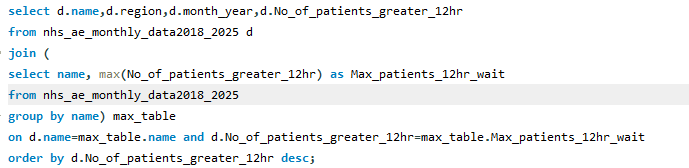 select d.name,d.region,d.month_year,d.No_of_patients_greater_12hr
from nhs_ae_monthly_data2018_2025 d
join (
select name, max(No_of_patients_greater_12hr) as Max_patients_12hr_wait
from nhs_ae_monthly_data2018_2025
group by name) max_table
on d.name=max_table.name and d.No_of_patients_greater_12hr=max_table.Max_patients_12hr_wait
order by d.No_of_patients_greater_12hr desc;